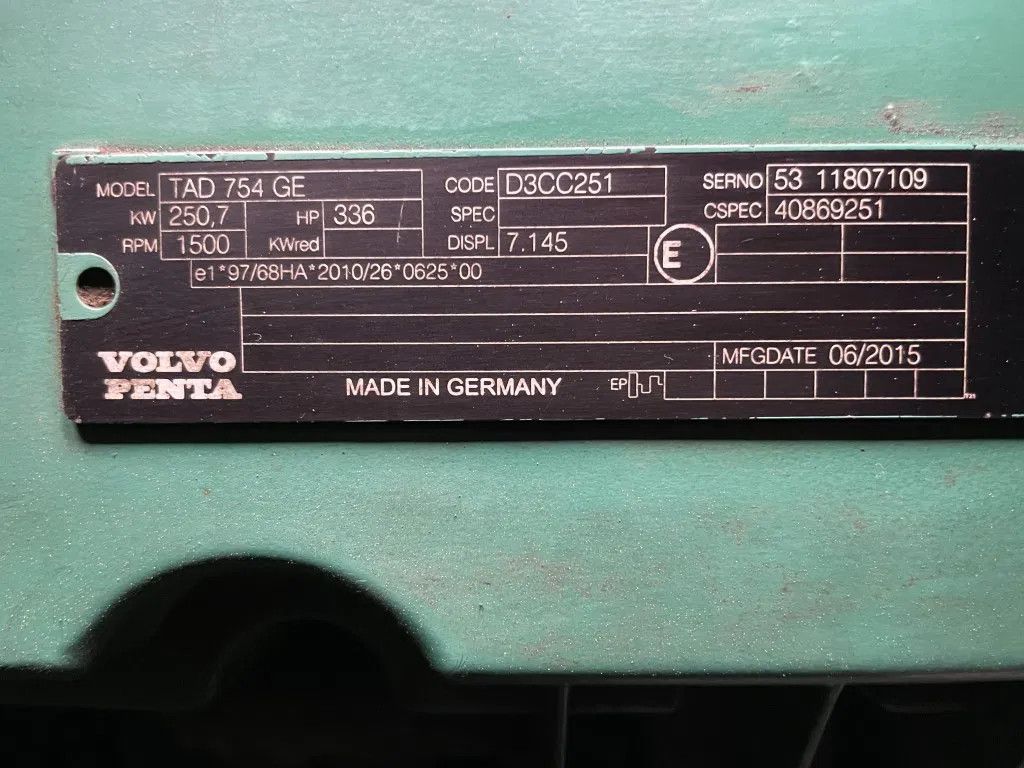 MODEL TAD 754 GE CODE D3CC251 SERNO 53 11807109
KW 250,7 HP 336 SPEC CSPEC 40869251
RPM 1500 KWred DISPL 7.145 E
e1*97/68HA*2010/26*0625*00
VOLVO MFGDATE 06/2015
PENTA MADE IN GERMANY EP